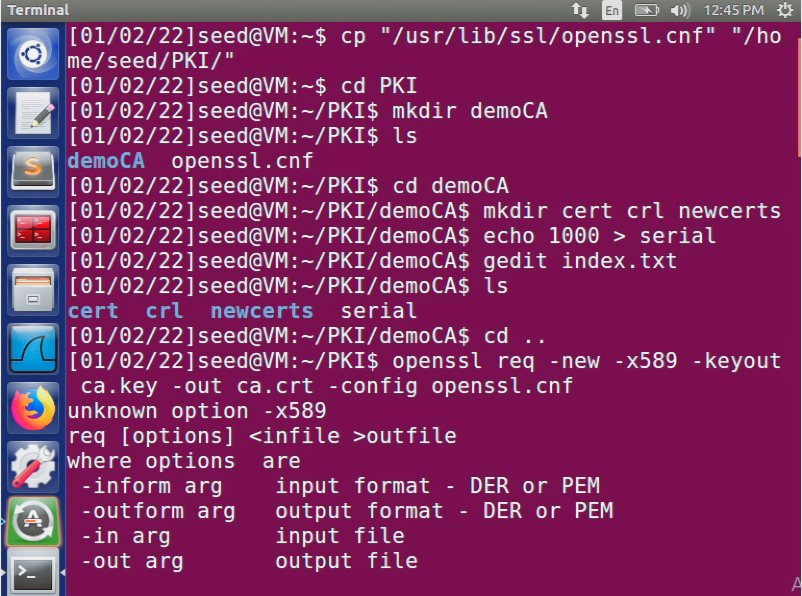 Terminal
En
12:45 PM
[01/02/22]seed@VM:~$ cp "/usr/lib/ssl/openssl.cnf" "/ho
me/seed/PKI/"
[01/02/22]seed@VM:~$ cd PKI
[01/02/22]seed@VM:~/PKI$ mkdir demoCA
[01/02/22]seed@VM:~/PKI$ ls
demoCA  openssl.cnf
[01/02/22]seed@VM:~/PKI$ cd demoCA
[01/02/22]seed@VM:~/PKI/demoCA$ mkdir cert crl newcerts
[01/02/22]seed@VM:~/PKI/demoCA$ echo 1000 > serial
[01/02/22]seed@VM:~/PKI/demoCA$ gedit index.txt
[01/02/22]seed@VM:~/PKI/demoCA$ ls
cert  crl  newcerts  serial
[01/02/22]seed@VM:~/PKI/demoCA$ cd ..
[01/02/22]seed@VM:~/PKI$ openssl req -new -x589 -keyout
 ca.key -out ca.crt -config openssl.cnf
unknown option -x589
req [options] <infile >outfile
where options  are
 -inform arg    input format - DER or PEM
 -outform arg   output format - DER or PEM
 -in arg        input file
 -out arg       output file